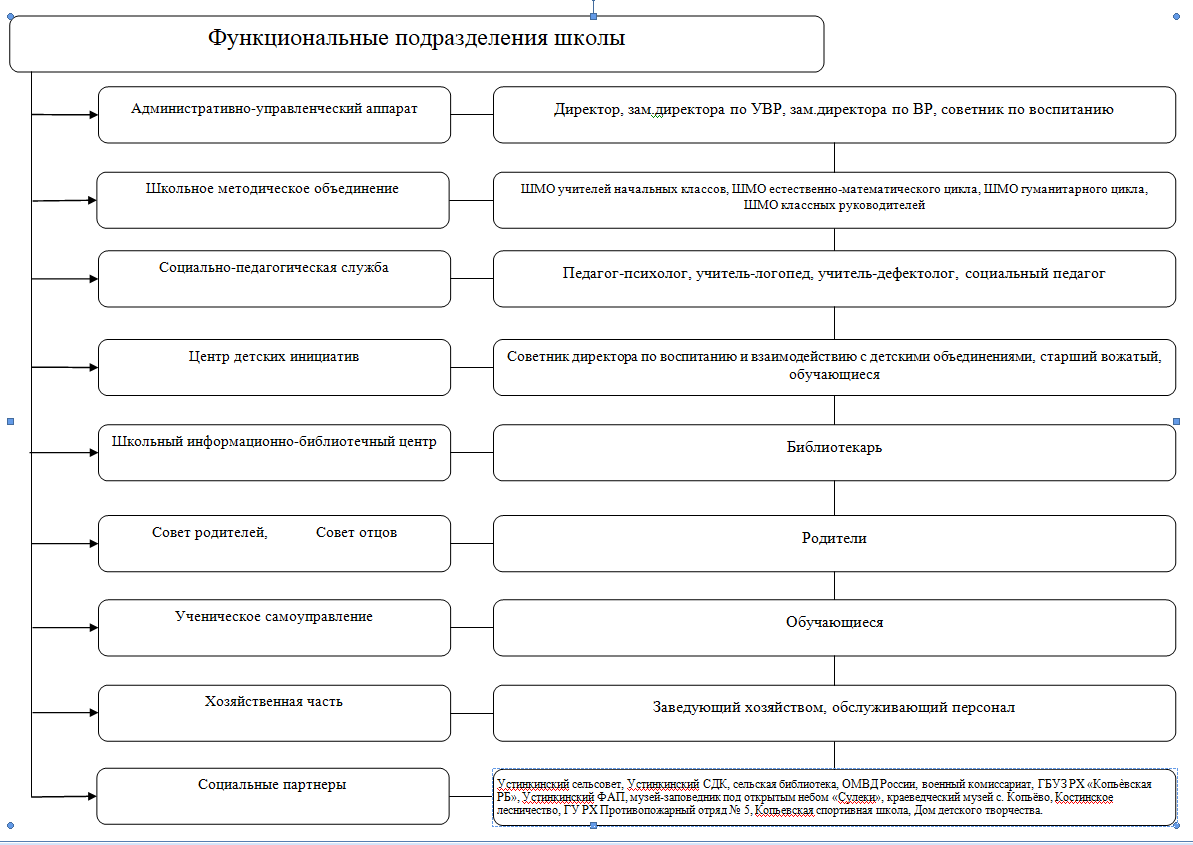 Функциональные подразделения школы
Административно-управленческий аппарат
Директор, зам.директора по УВР, зам.директора по ВР, советник по воспитанию
Школьное методическое объединение
ШМО учителей начальных классов, ШМО естественно-математического цикла, ШМО гуманитарного цикла,
ШМО классных руководителей
Социально-педагогическая служба
Педагог-психолог, учитель-логопед, учитель-дефектолог, социальный педагог
Центр детских инициатив
Советник директора по воспитанию и взаимодействию с детскими объединениями, старший вожатый,
обучающиеся
Школьный информационно-библиотечный центр
Библиотекарь
Совет родителей, Совет отцов
Родители
Ученическое самоуправление
Обучающиеся
Хозяйственная часть
Заведующий хозяйством, обслуживающий персонал
Социальные партнеры
Устинкинский сельсовет, Устинкинский СДК, сельская библиотека, ОМВД России, военный комиссариат, ГБУЗ РХ «Копьёвская
РБ», Устинкинский ФАП, музей-заповедник под открытым небом «Сулеки», краеведческий музей с. Копьёво, Костинское
лесничество, ГУ РХ Противопожарный отряд № 5, Копьевская спортивная школа, Дом детского творчества.